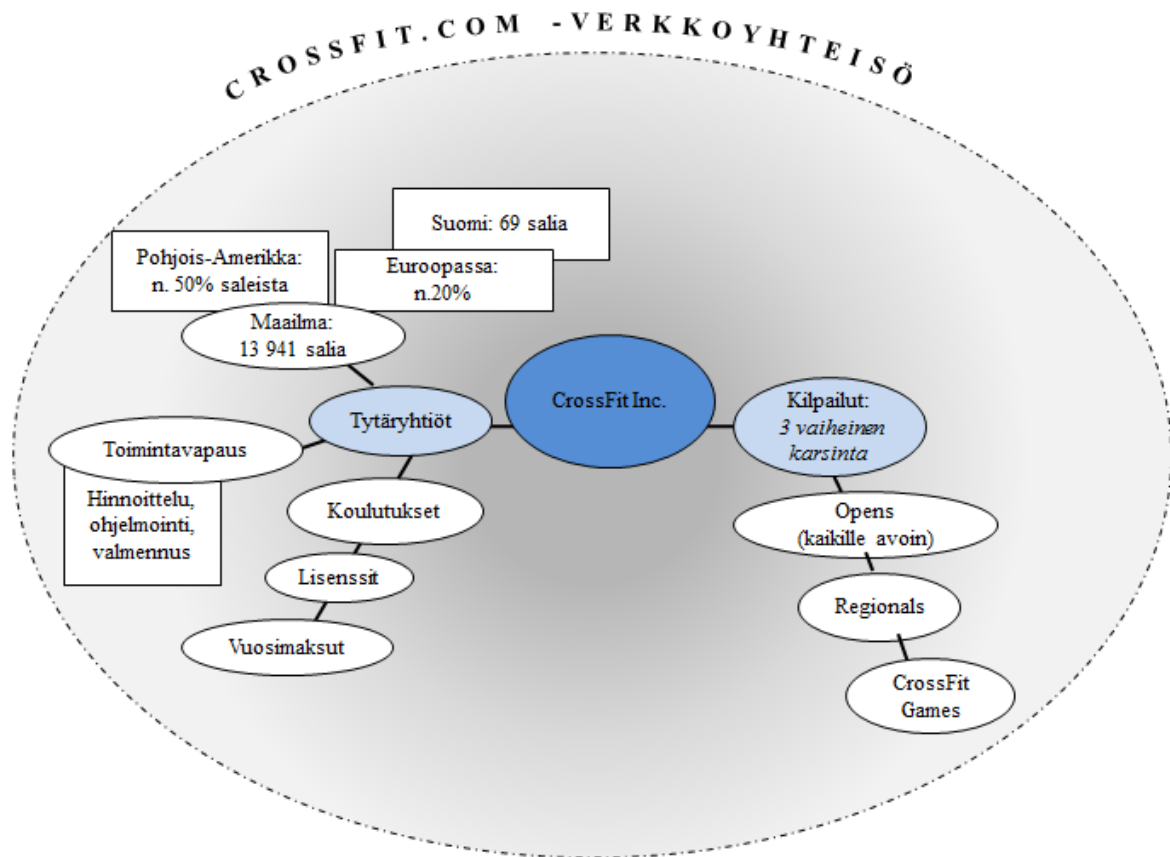 CROSSFIT.COM -VERKKOYHTEISÖ
Suomi: 69 salia
Pohjois-Amerikka:
n. 50% saleista
Euroopassa:
n.20%
Maailma:
13 941 salia
CrossFit Inc.
Tytäryhtiöt
Kilpailut:
3 vaiheinen
karsinta
Toimintavapaus
Hinnoittelu,
ohjelmointi,
valmennus
Koulutukset
Lisenssit
Vuosimaksut
Opens
(kaikille avoin)
Regionals
CrossFit
Games